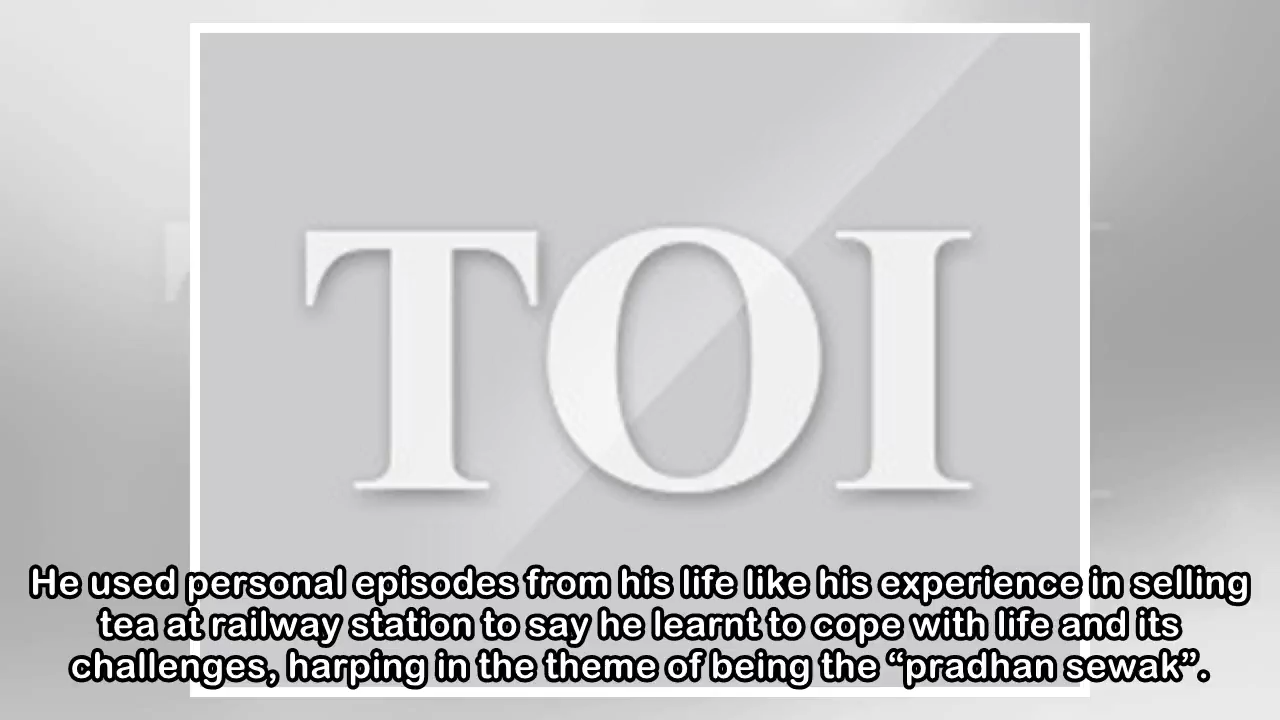 TOI
He used personal episodes from his life like his experience in selling
tea at railway station to say he learnt to cope with life and its
challenges, harping in the theme of being the “pradhan sewak”.